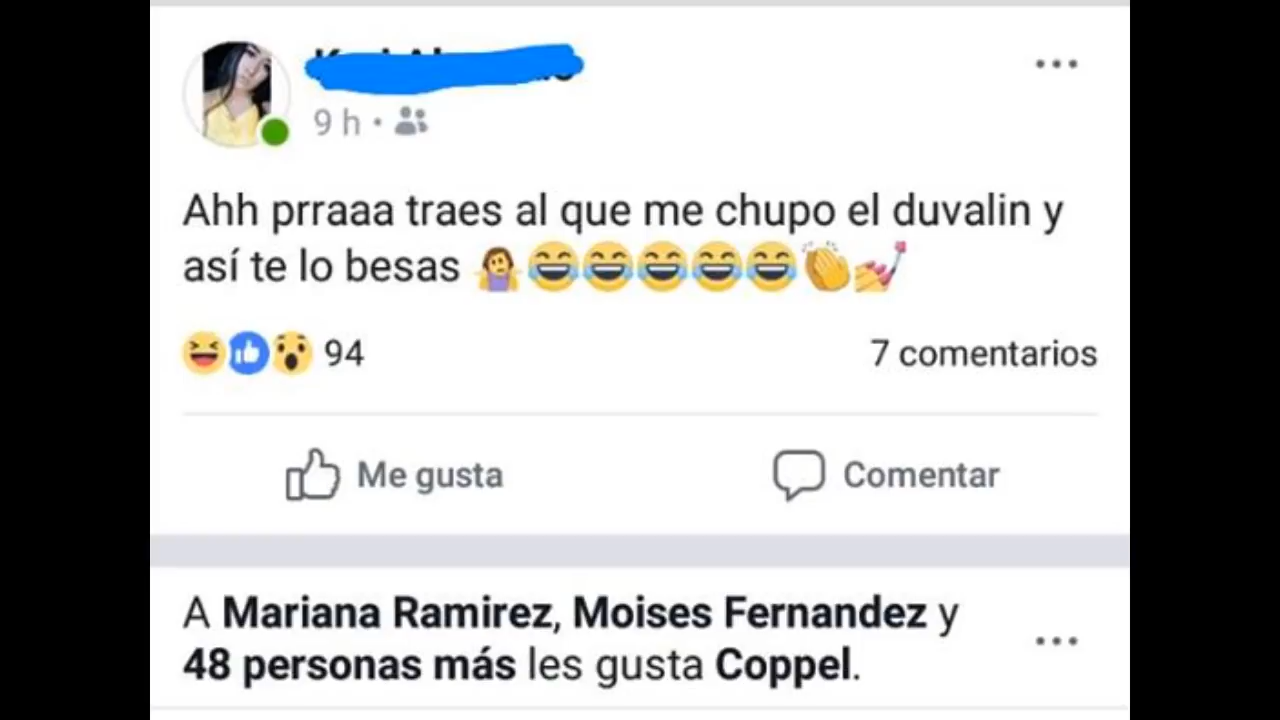 9 h
Ahh prraaa traes al que me chupo el duvalin y
así te lo besas 🤷‍♀️😂😂😂😂😂👏💅
94
7 comentarios
Me gusta
Comentar
A Mariana Ramirez, Moises Fernandez y
48 personas más les gusta Coppel.